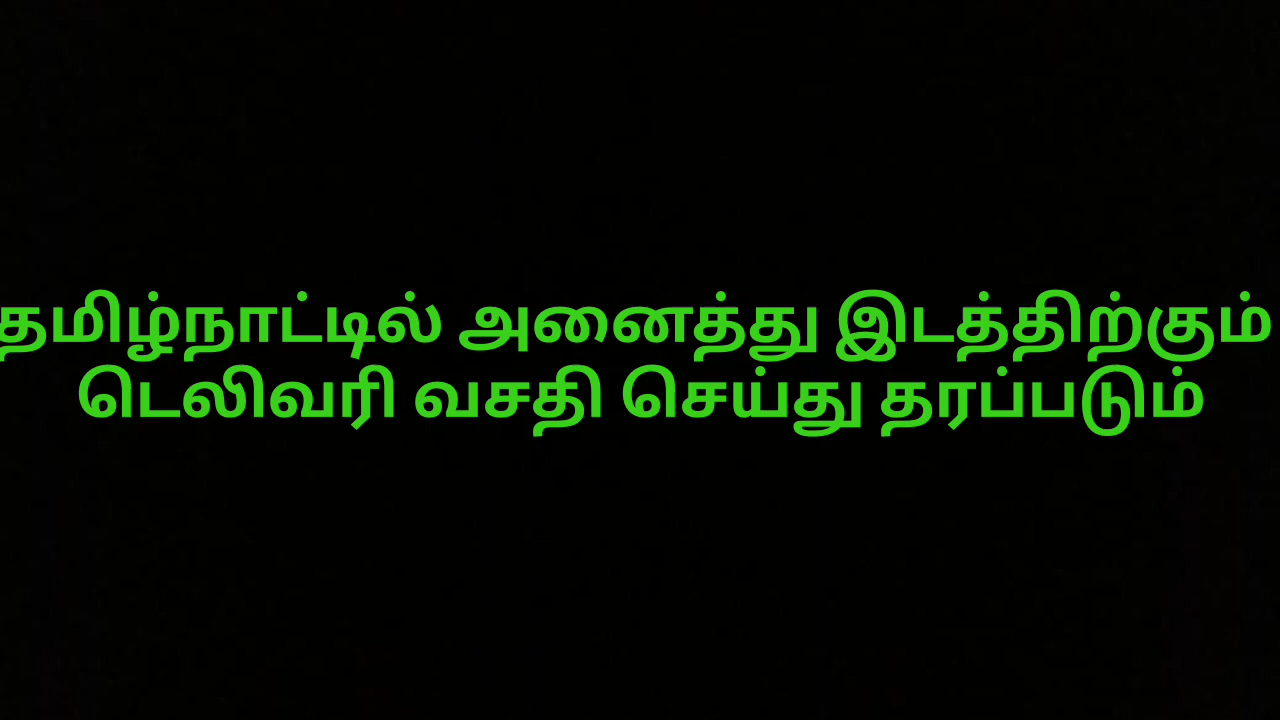 தமிழ்நாட்டில் அனைத்து இடத்திற்கும்
டெலிவரி வசதி செய்து தரப்படும்